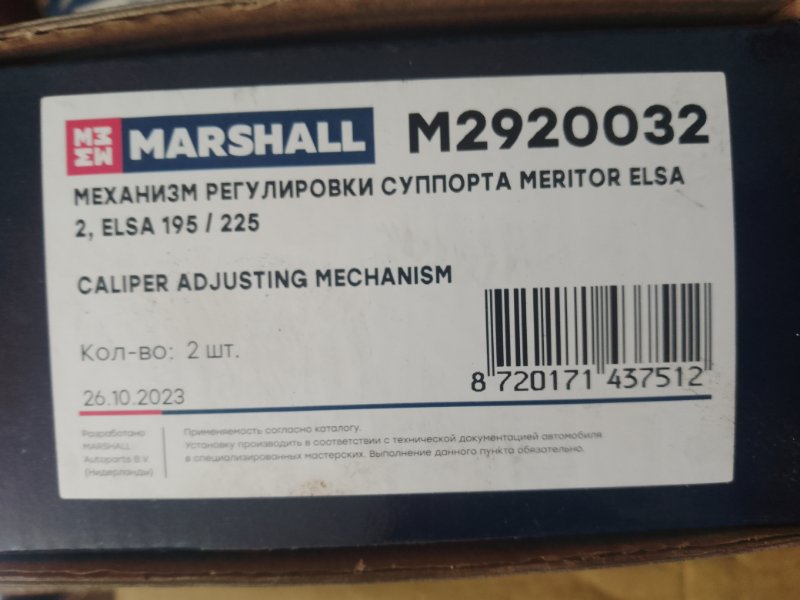 MARSHALL M2920032
МЕХАНИЗМ РЕГУЛИРОВКИ СУППОРТА MERITOR ELSA
2, ELSA 195 / 225
CALIPER ADJUSTING MECHANISM
Кол-во: 2 шт.
8 720171 437512
26.10.2023
Разработано
MARSHALL
Autoparts B.V.
(Нидерланды)
Применяемость согласно каталогу.
Установку производить в соответствии с технической документацией автомобиля
в специализированных мастерских. Выполнение данного пункта обязательно.